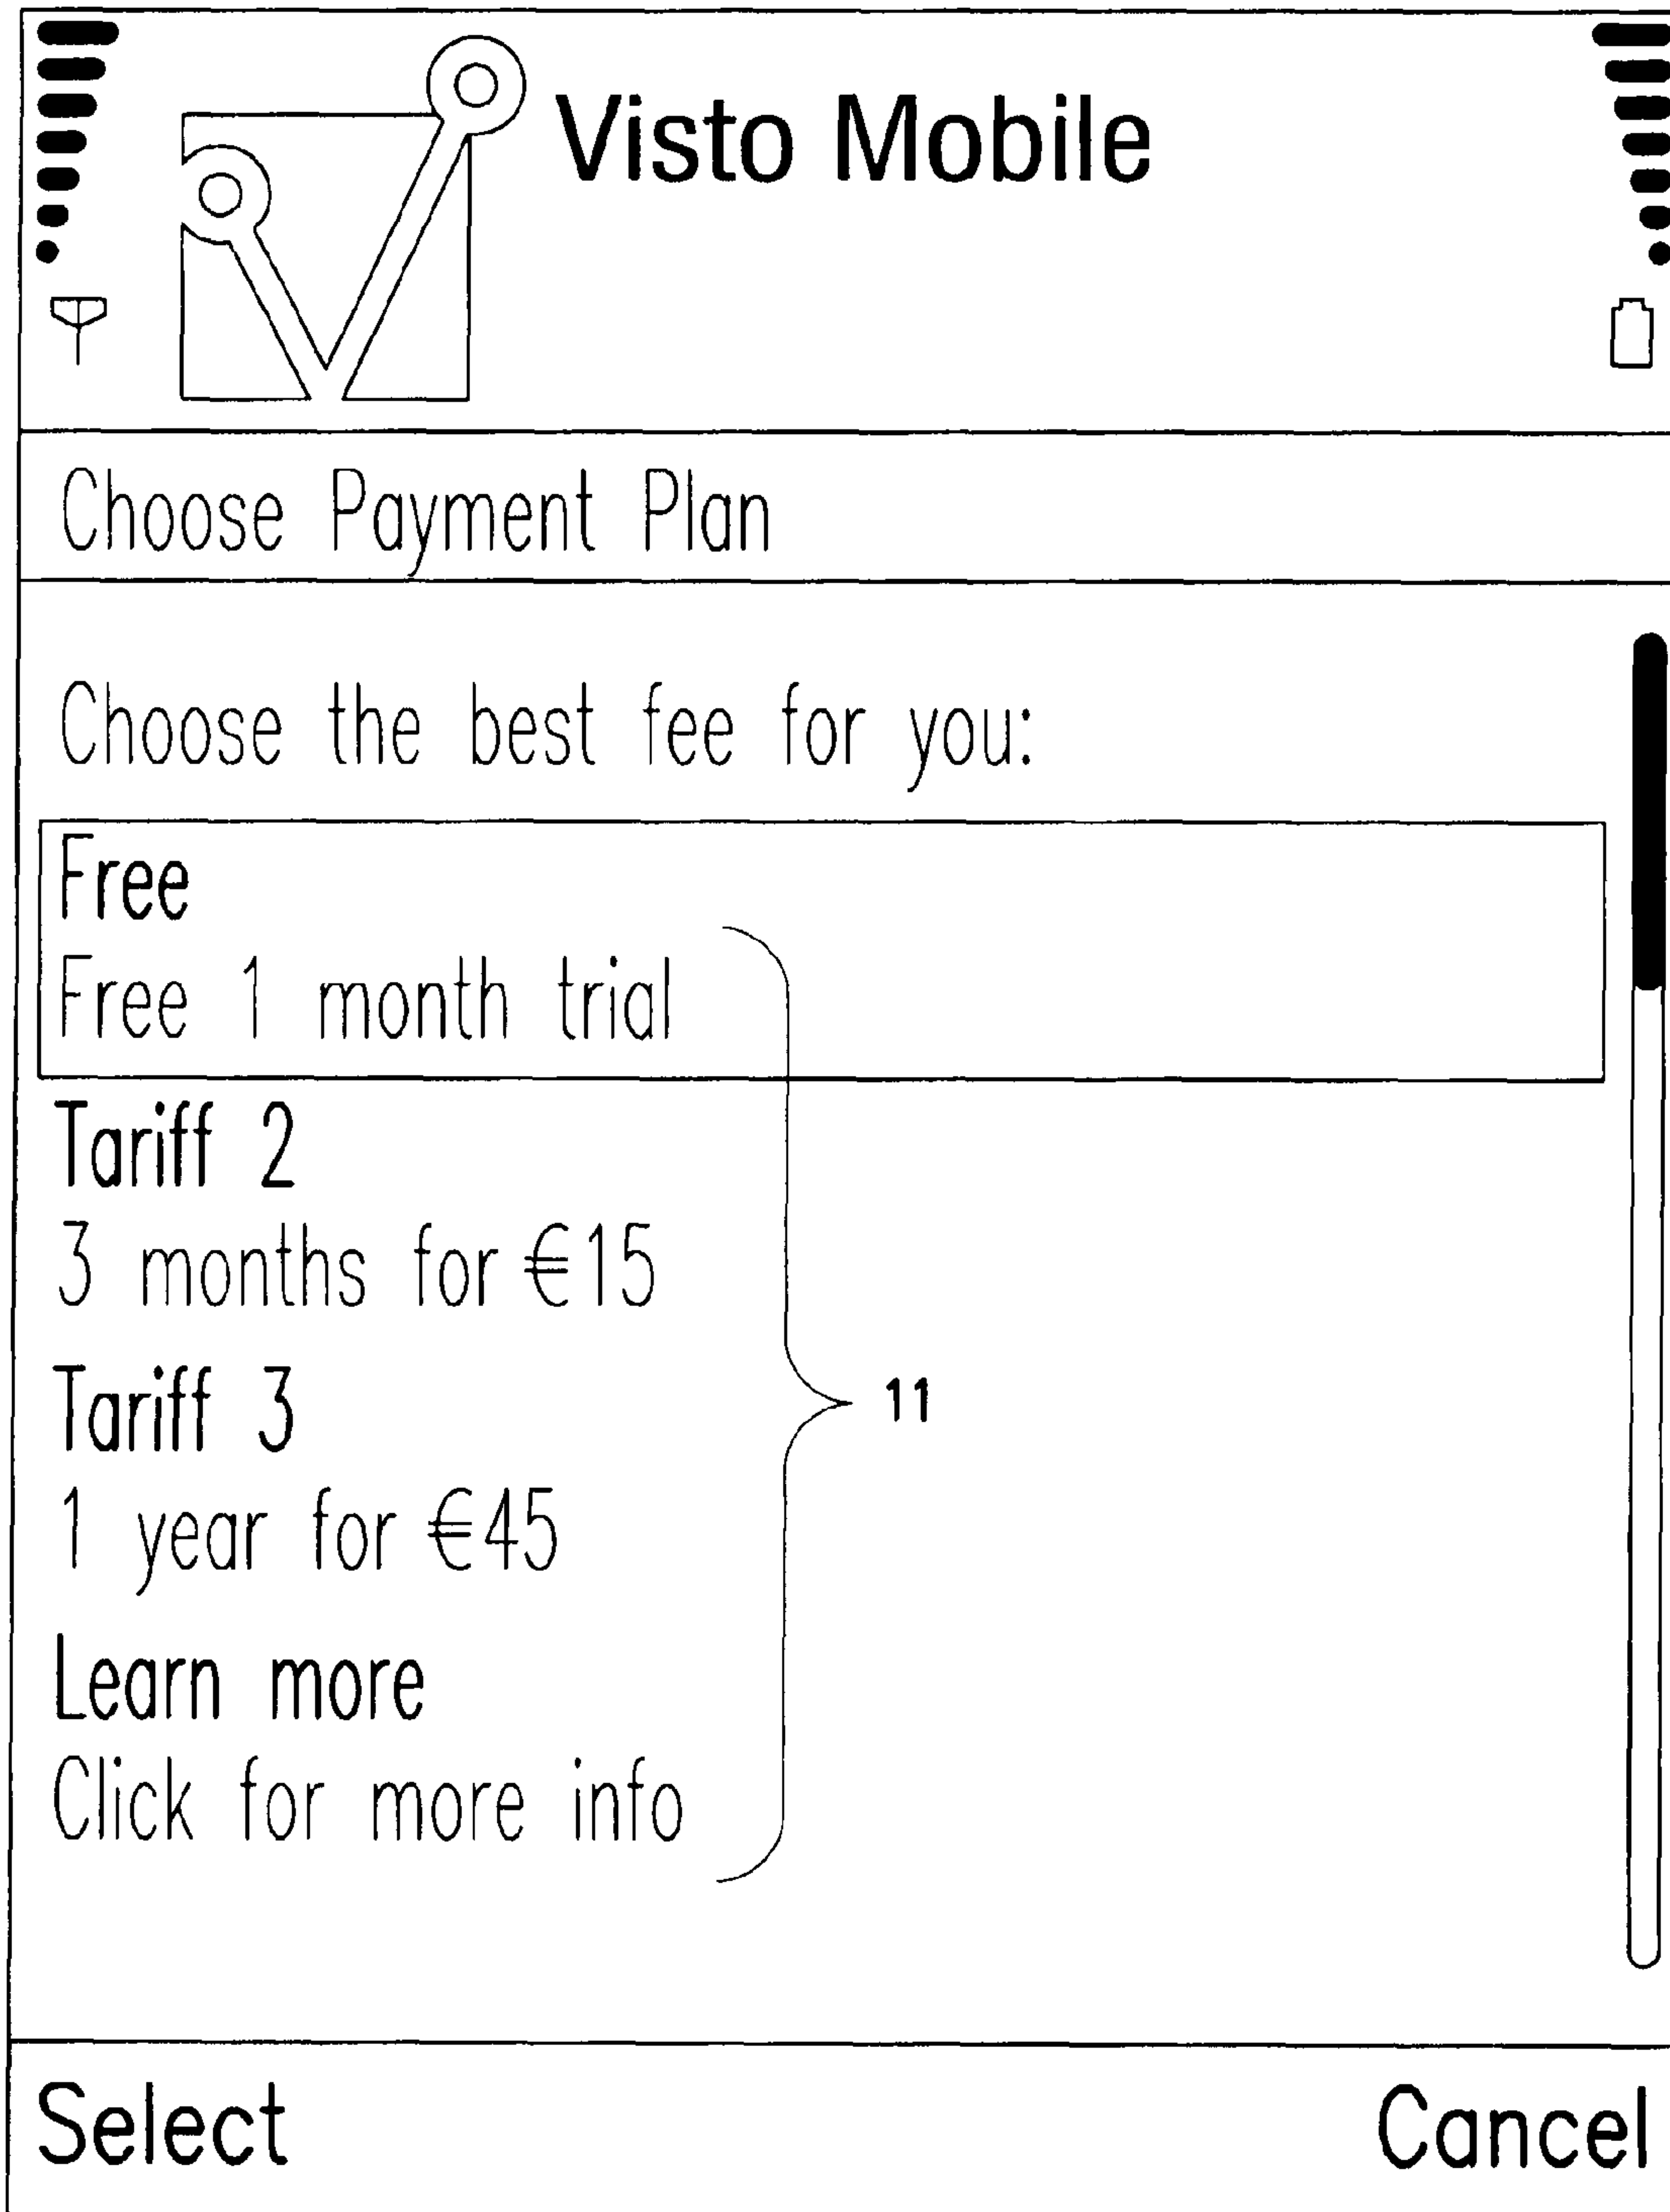 Visto Mobile
Choose Payment Plan
Choose the best fee for you:
Free
Free 1 month trial
Tariff 2
3 months for €15
Tariff 3
1 year for €45
Learn more
Click for more info
11
Select
Cancel